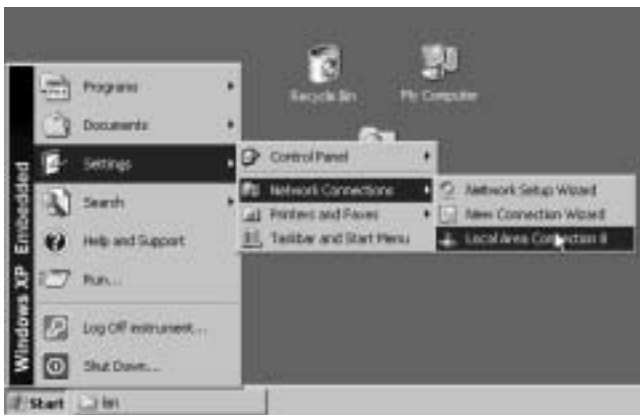 Recycle Bin
My Computer
Windows XP Embedded
Programs
Documents
Settings
Search
Help and Support
Run...
Log Off instrument...
Shut Down...
Control Panel
Network Connections
Printers and Faxes
Taskbar and Start Menu
Network Setup Wizard
New Connection Wizard
Local Area Connection
Start
bin